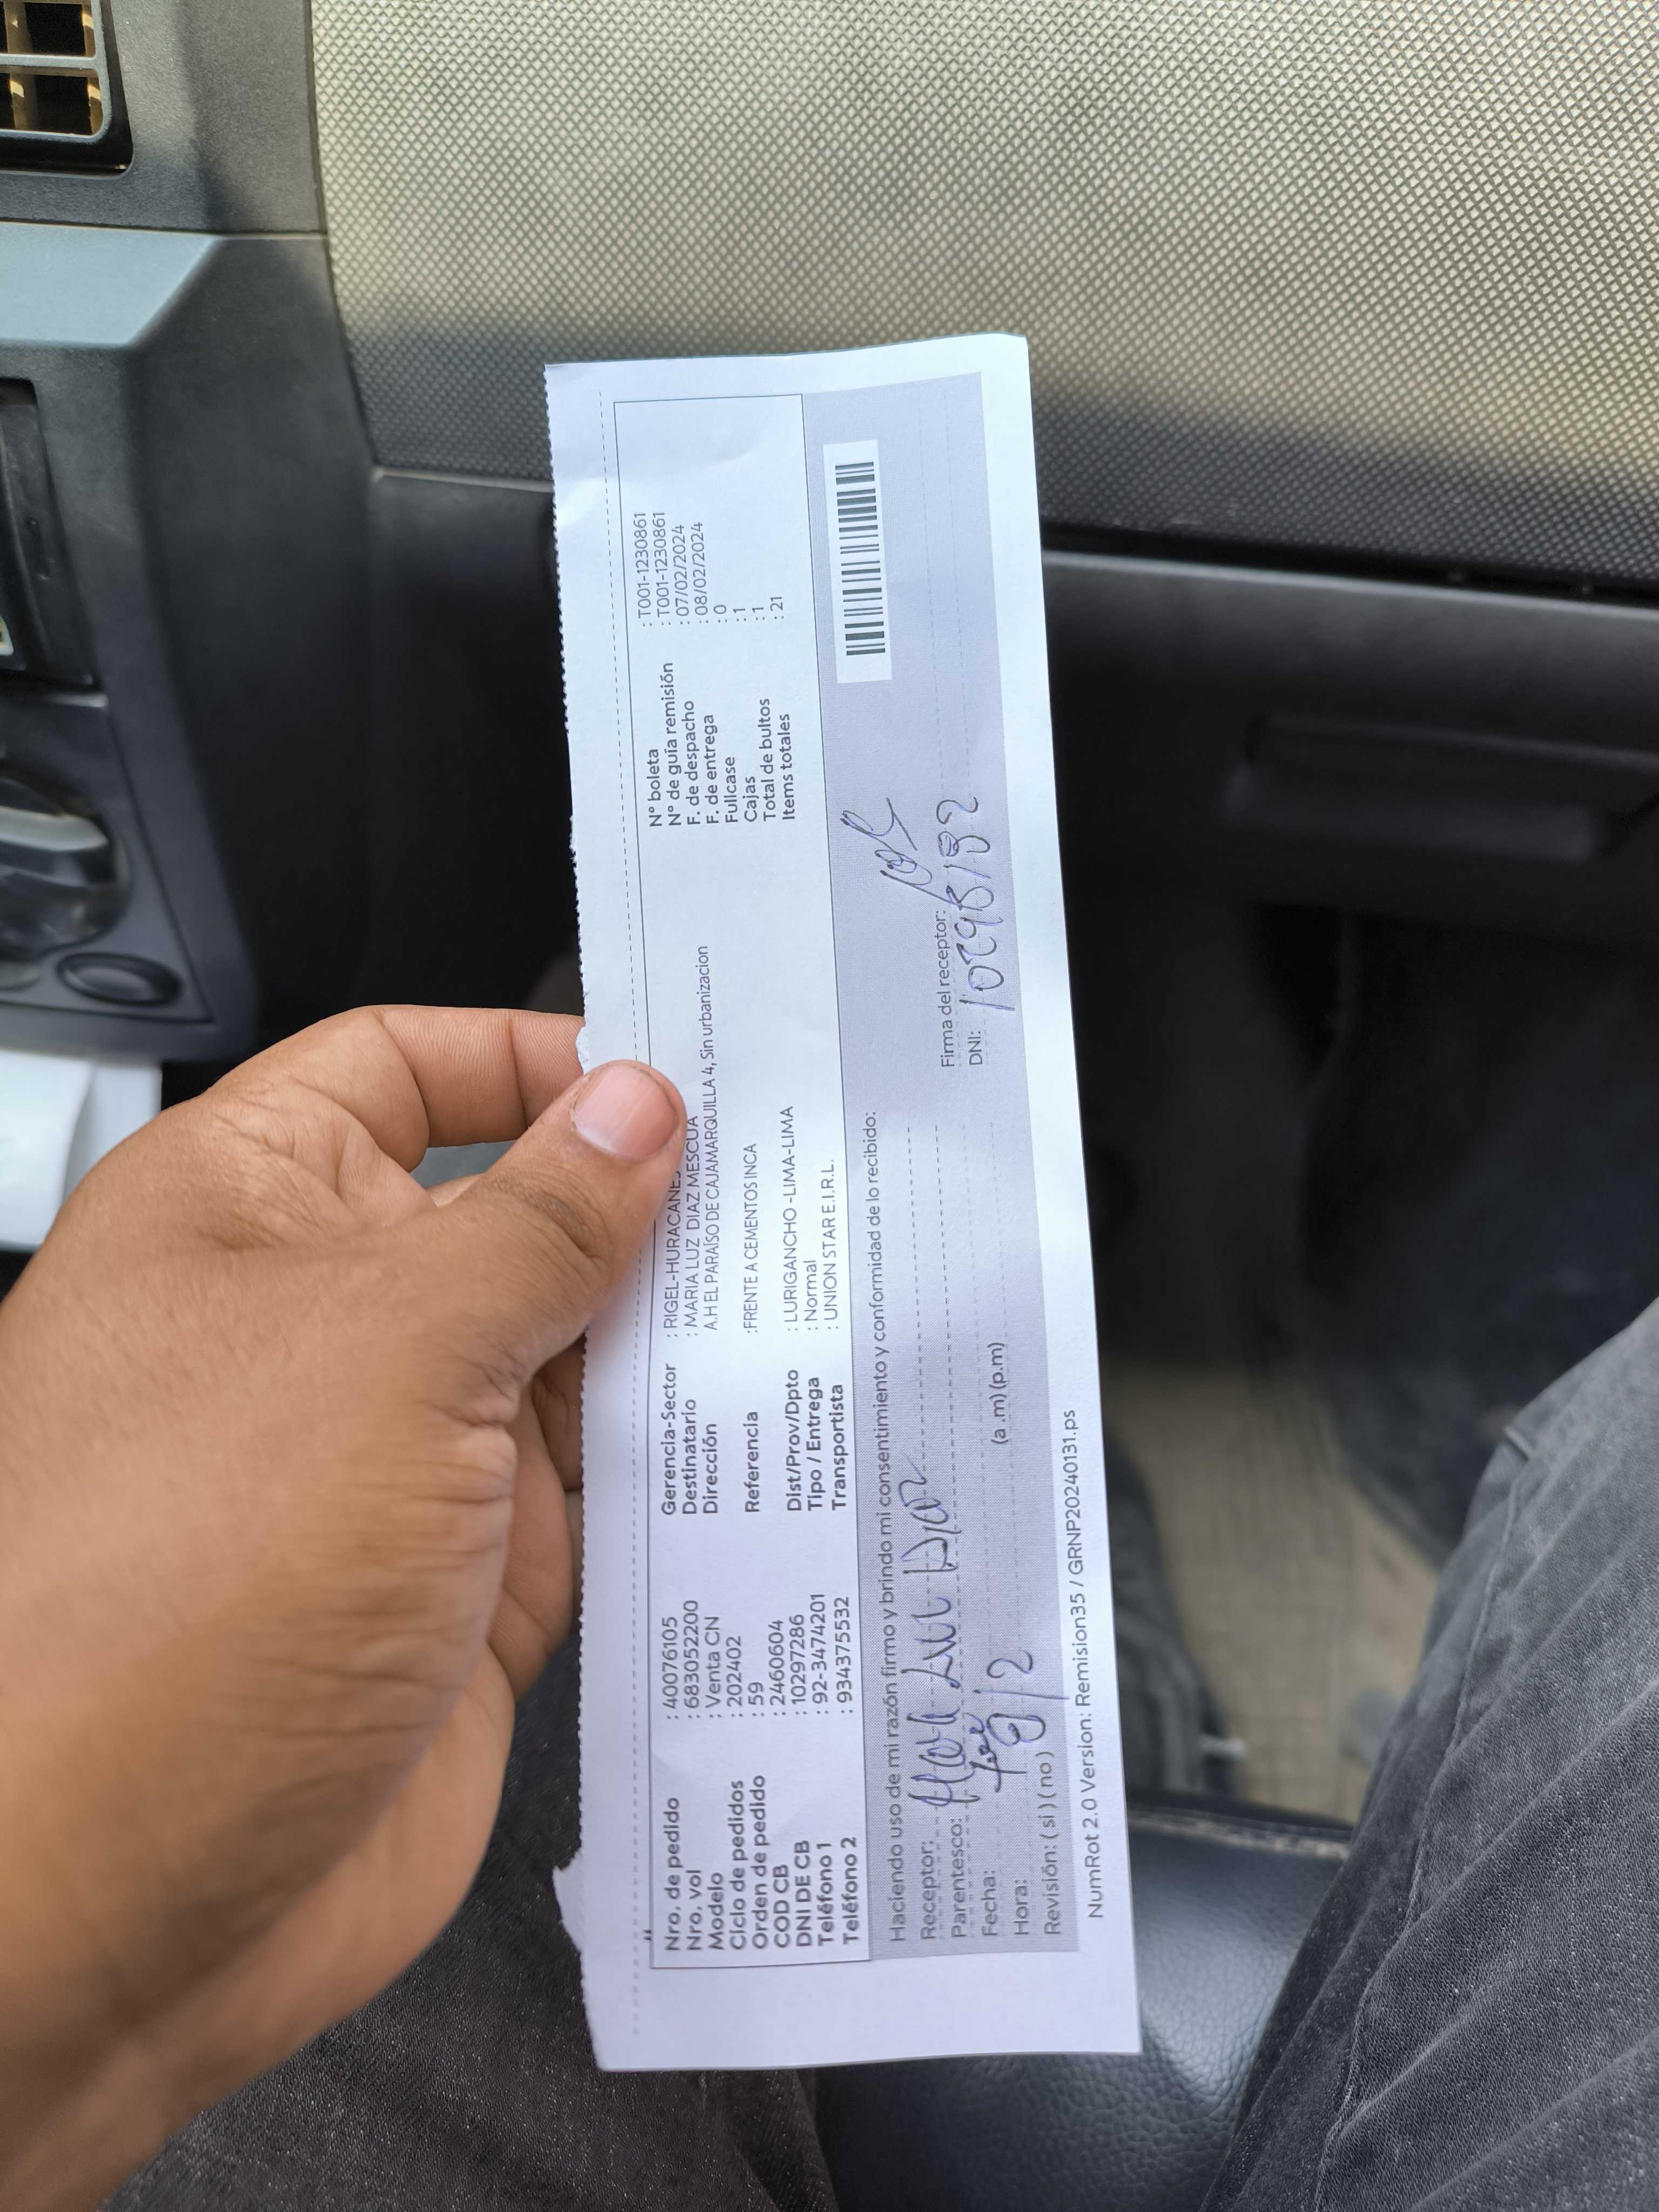 Nro. de pedido : 40076105 Gerencia-Sector : RIGEL-HURACANES N° boleta : T001-1230861
Nro. vol : 683052200 Destinatario : MARIA LUZ DIAZ MESCUA N° de guía remisión : T001-1230861
Modelo : Venta CN Dirección A.H EL PARAÍSO DE CAJAMARQUILLA 4, Sin urbanizacion F. de despacho : 07/02/2024
Ciclo de pedidos : 202402 F. de entrega : 08/02/2024
Orden de pedido : 59 Referencia :FRENTE A CEMENTOS INCA Fullcase : 0
COD CB : 2460604 Cajas : 1
DNI DE CB : 10297286 Dist/Prov/Dpto : LURIGANCHO -LIMA-LIMA Total de bultos : 1
Teléfono 1 : 92-3474201 Tipo / Entrega : Normal Items totales : 21
Teléfono 2 : 934375532 Transportista : UNION STAR E.I.R.L.
Haciendo uso de mi razón firmo y brindo mi consentimiento y conformidad de lo recibido:
Receptor: Luz Diaz
Parentesco: Firma del receptor:
Fecha: 8/2 DNI:
Hora: (a .m) (p.m)
Revisión: ( si ) ( no )
NumRot 2.0 Version: Remision35 / GRNP20240131.ps